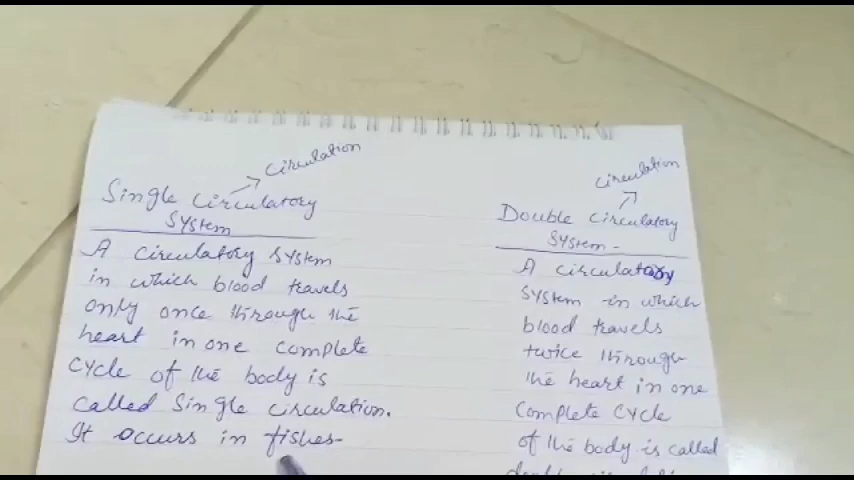 Circulation
Single Circulatory
System
A circulatory system
in which blood travels
only once through the
heart in one complete
cycle of the body is
called Single circulation.
It occurs in fishes-
Circulation
Double Circulatory
System-
A circulatory
system in which
blood travels
twice through
the heart in one
complete cycle
of the body is called